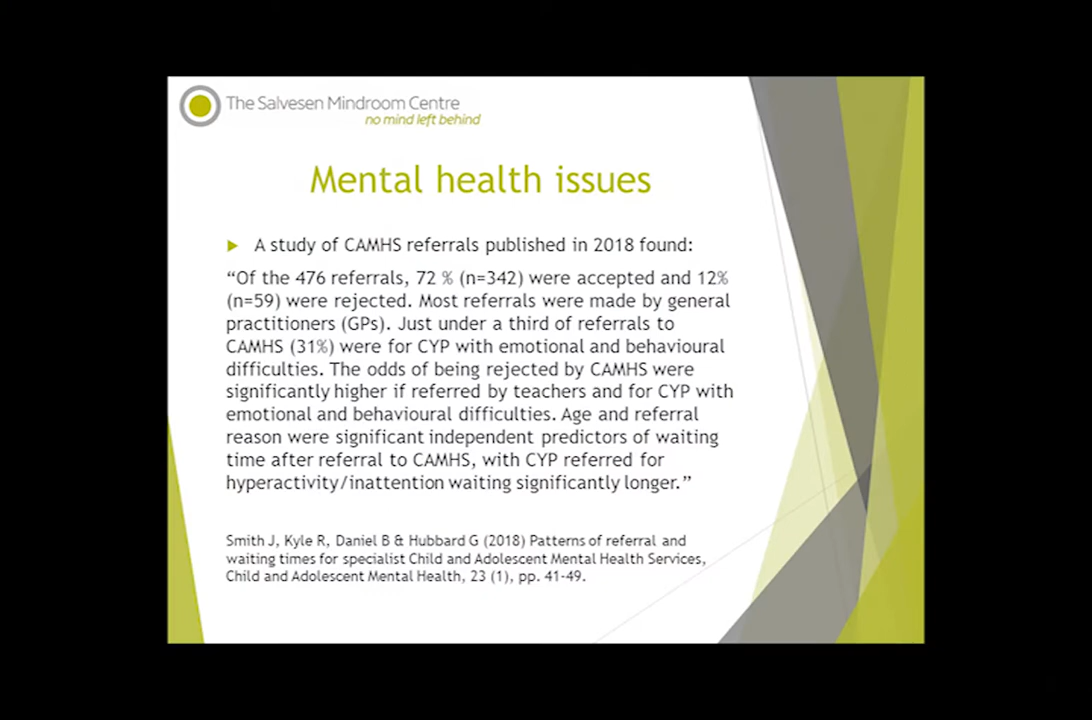 The Salvesen Mindroom Centre
no mind left behind
Mental health issues
A study of CAMHS referrals published in 2018 found:
“Of the 476 referrals, 72 % (n=342) were accepted and 12%
(n=59) were rejected. Most referrals were made by general
practitioners (GPs). Just under a third of referrals to
CAMHS (31%) were for CYP with emotional and behavioural
difficulties. The odds of being rejected by CAMHS were
significantly higher if referred by teachers and for CYP with
emotional and behavioural difficulties. Age and referral
reason were significant independent predictors of waiting
time after referral to CAMHS, with CYP referred for
hyperactivity/inattention waiting significantly longer.”
Smith J, Kyle R, Daniel B & Hubbard G (2018) Patterns of referral and
waiting times for specialist Child and Adolescent Mental Health Services,
Child and Adolescent Mental Health, 23 (1), pp. 41-49.